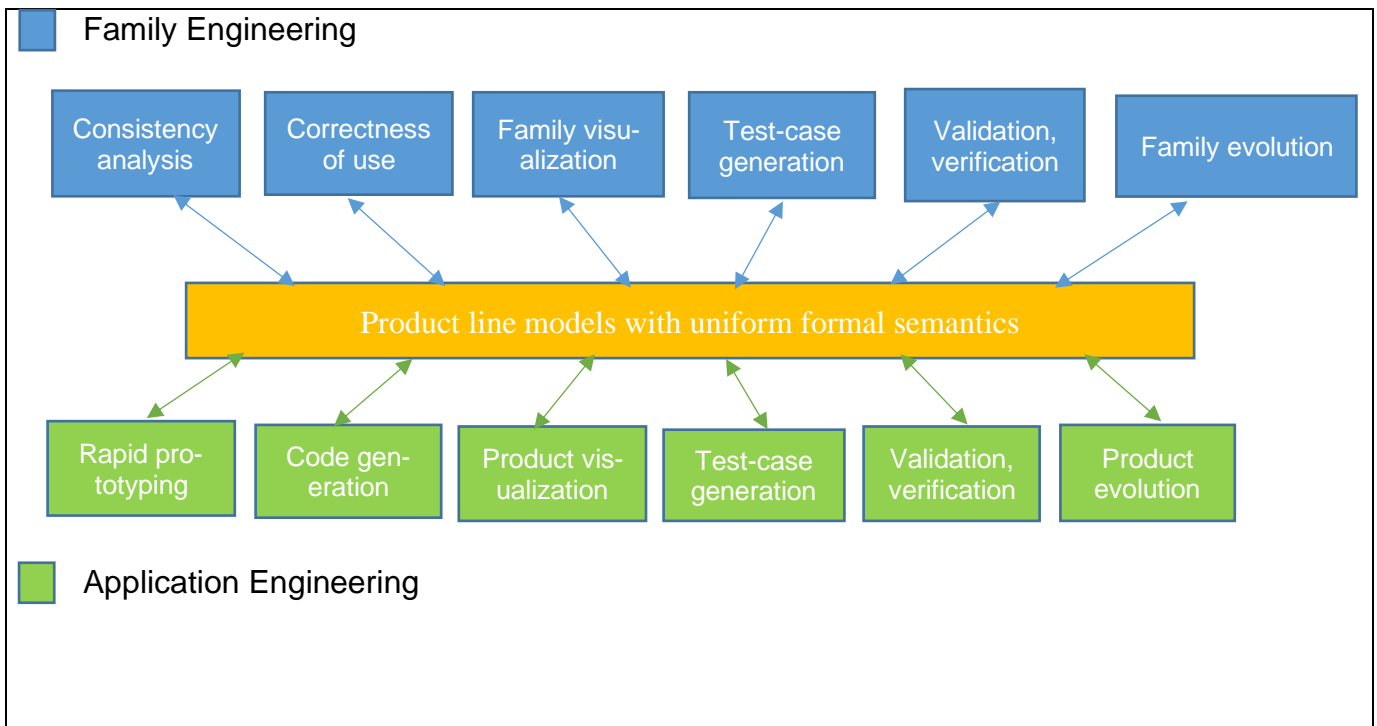 Family Engineering
Consistency
analysis
Correctness
of use
Family visu-
alization
Test-case
generation
Validation,
verification
Family evolution
Product line models with uniform formal semantics
Rapid pro-
totyping
Code gen-
eration
Product vis-
ualization
Test-case
generation
Validation,
verification
Product
evolution
Application Engineering